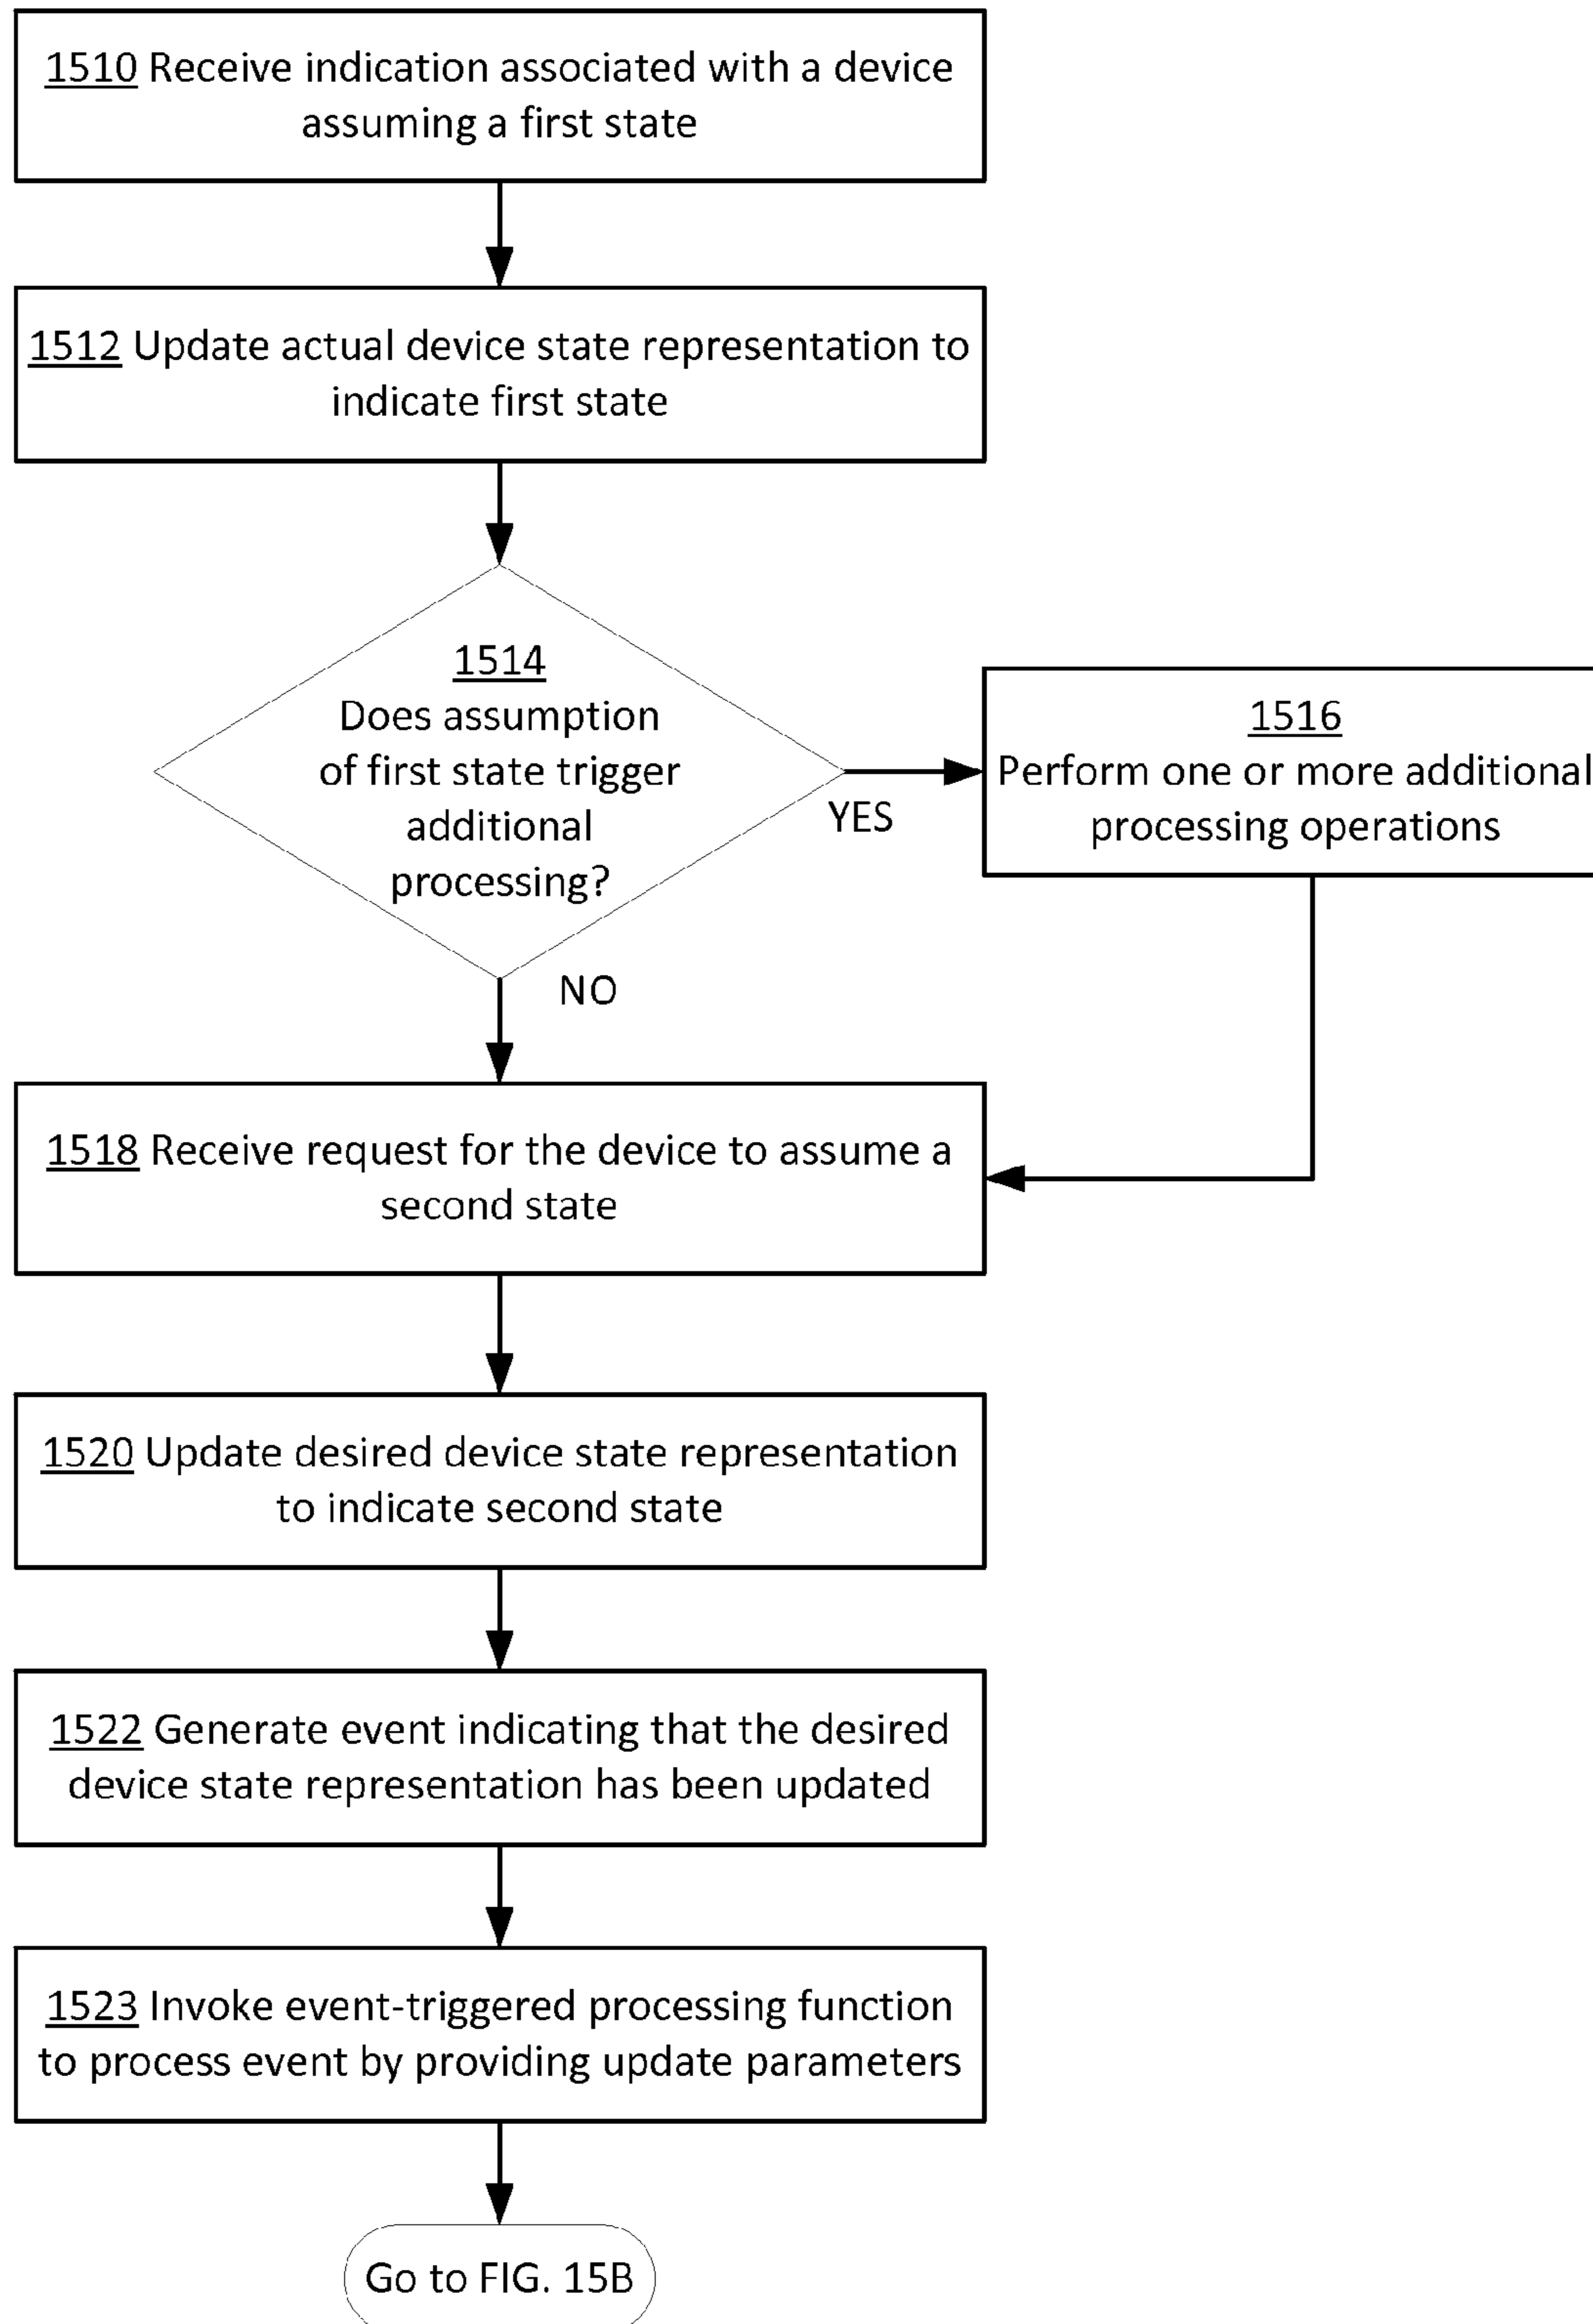 1510 Receive indication associated with a device
assuming a first state
1512 Update actual device state representation to
indicate first state
1514
Does assumption
of first state trigger
additional
processing?
YES
1516
Perform one or more additional
processing operations
NO
1518 Receive request for the device to assume a
second state
1520 Update desired device state representation
to indicate second state
1522 Generate event indicating that the desired
device state representation has been updated
1523 Invoke event-triggered processing function
to process event by providing update parameters
Go to FIG. 15B